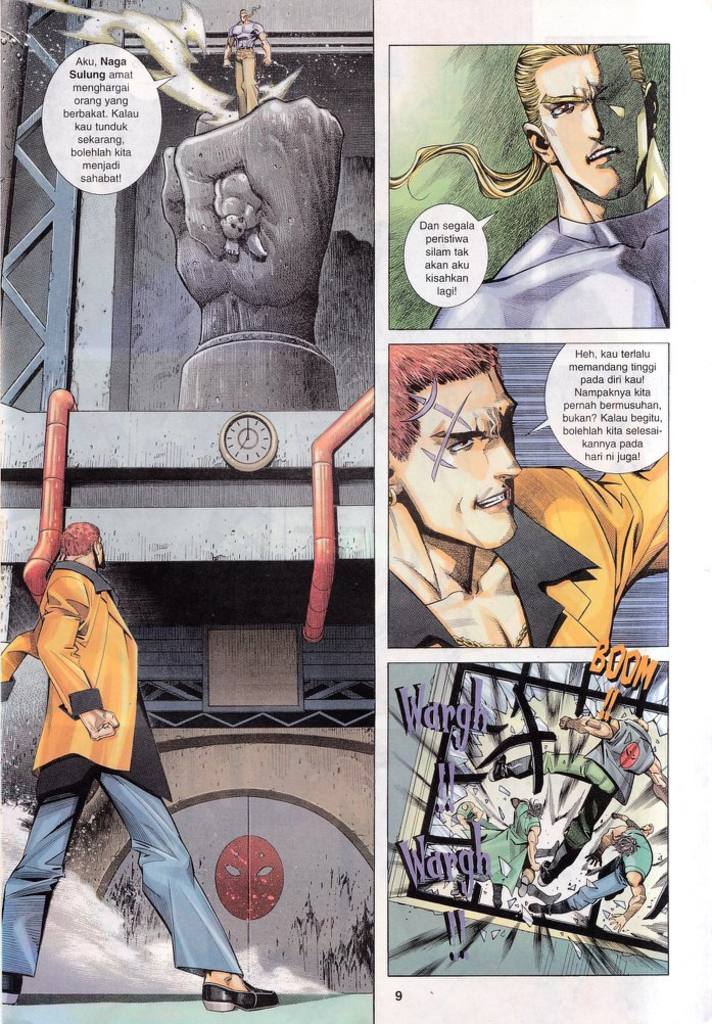 Aku, Naga
Sulung amat
menghargai
orang yang
berbakat. Kalau
kau tunduk
sekarang,
bolehlah kita
menjadi
sahabat!
Dan segala
peristiwa
silam tak
akan aku
kisahkan
lagi!
Heh, kau terlalu
memandang tinggi
pada diri kau!
Nampaknya kita
pernah bermusuhan,
bukan? Kalau begitu,
bolehlah kita selesai-
kannya pada
hari ni juga!
BOOM
!!
Wargh
!!
Wargh
!!
9